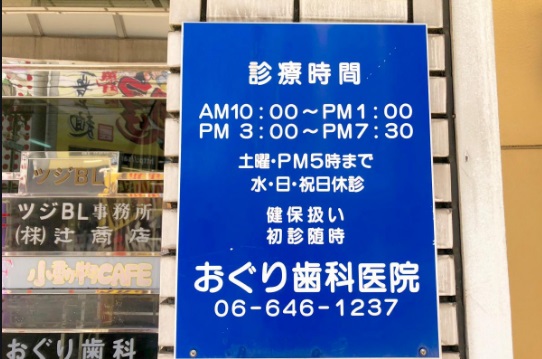 診療時間
AM10：00～PM1：00
PM 3：00～PM7：30
土曜・PM5時まで
水・日・祝日休診
健保扱い
初診随時
おぐり歯科医院
06-646-1237
ツジBL
ツジBL事務所
(株)辻商店
おぐり歯科